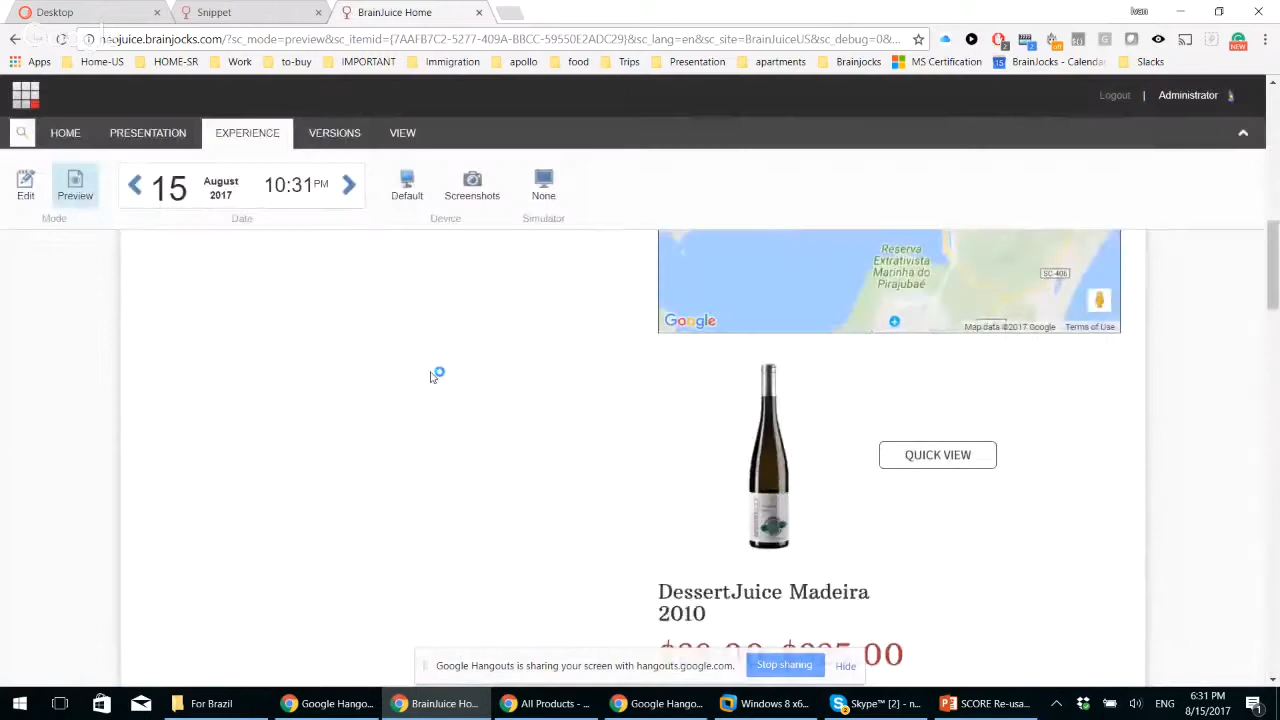 Desktop
Snippet
BrainJuice Home
Ivan
neojuice.brainjocks.com/?sc_mode=preview&sc_itemid={7AAFB7C2-5277-409A-BBCC-59550E2ADC29}&sc_lang=en&sc_site=BrainJuiceUS&sc_debug=0&
Apps Home-US HOME-SR Work to-buy IMPORTANT Immigration apollo food Trips Presentation apartments Brainjocks MS Certification BrainJocks - Calenda Slacks
Logout | Administrator
HOME PRESENTATION EXPERIENCE VERSIONS VIEW
15 August 2017 10:31PM
Edit Preview Default Screenshots None
Mode Date Device Simulator
Reserva
Extrativista
Marinha do
Pirajubaé
SC-406
Google
Map data ©2017 Google Terms of Use
QUICK VIEW
DessertJuice Madeira
2010
Google Hangouts is sharing your screen with hangouts.google.com. Stop sharing Hide
For Brazil Google Hango... BrainJuice Ho... All Products - ... Google Hango... Windows 8 x6... Skype™ [2] - n... SCORE Re-usa...
6:31 PM
8/15/2017